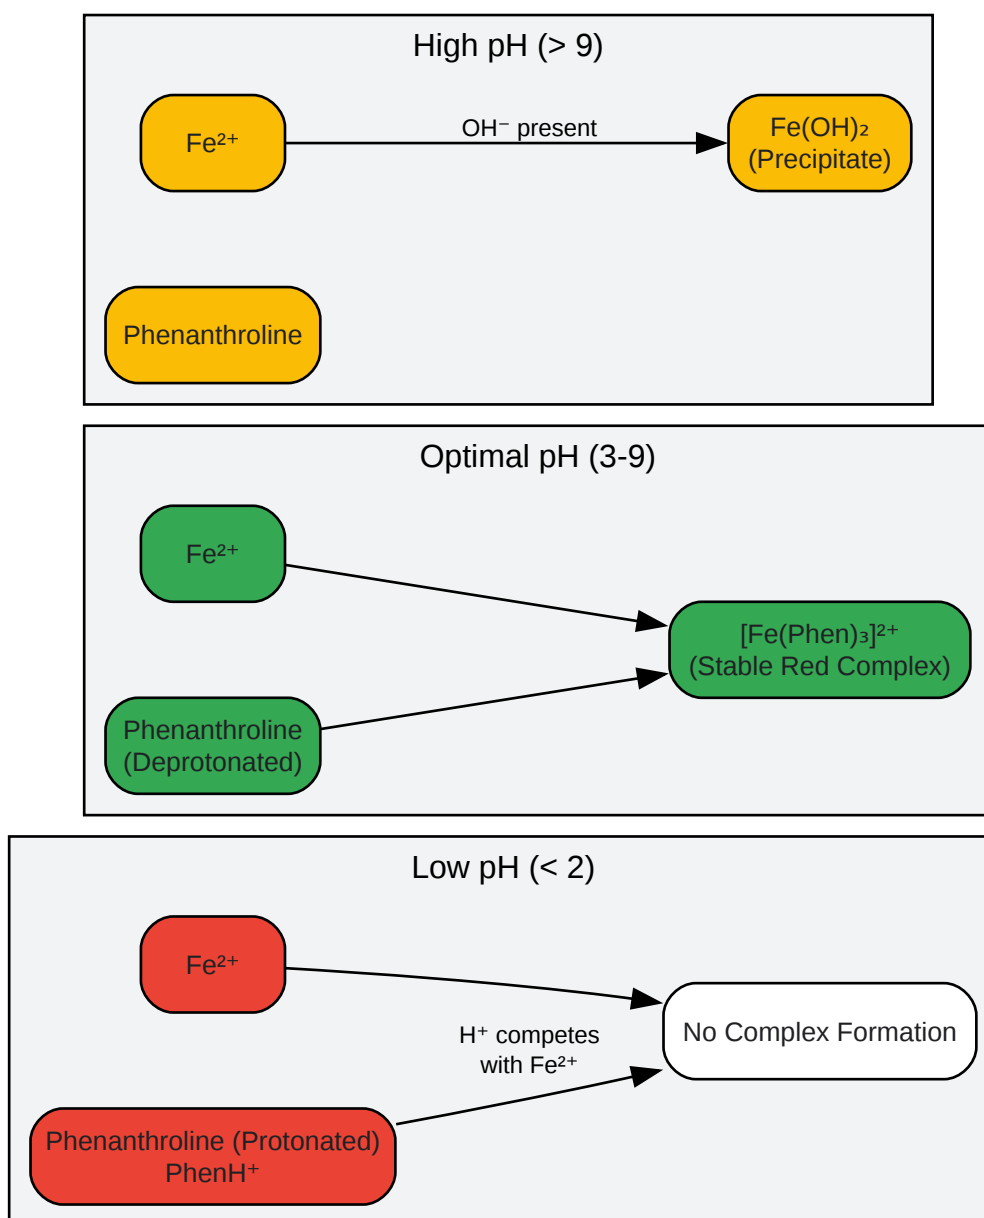 High pH (> 9)
Fe²⁺
OH⁻ present
Fe(OH)₂
(Precipitate)
Phenanthroline
Optimal pH (3-9)
Fe²⁺
[Fe(Phen)₃]²⁺
(Stable Red Complex)
Phenanthroline
(Deprotonated)
Low pH (< 2)
Fe²⁺
No Complex Formation
H⁺ competes
with Fe²⁺
Phenanthroline (Protonated)
PhenH⁺